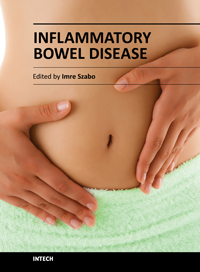 INFLAMMATORY
BOWEL DISEASE
Edited by Imre Szabo
INTECH